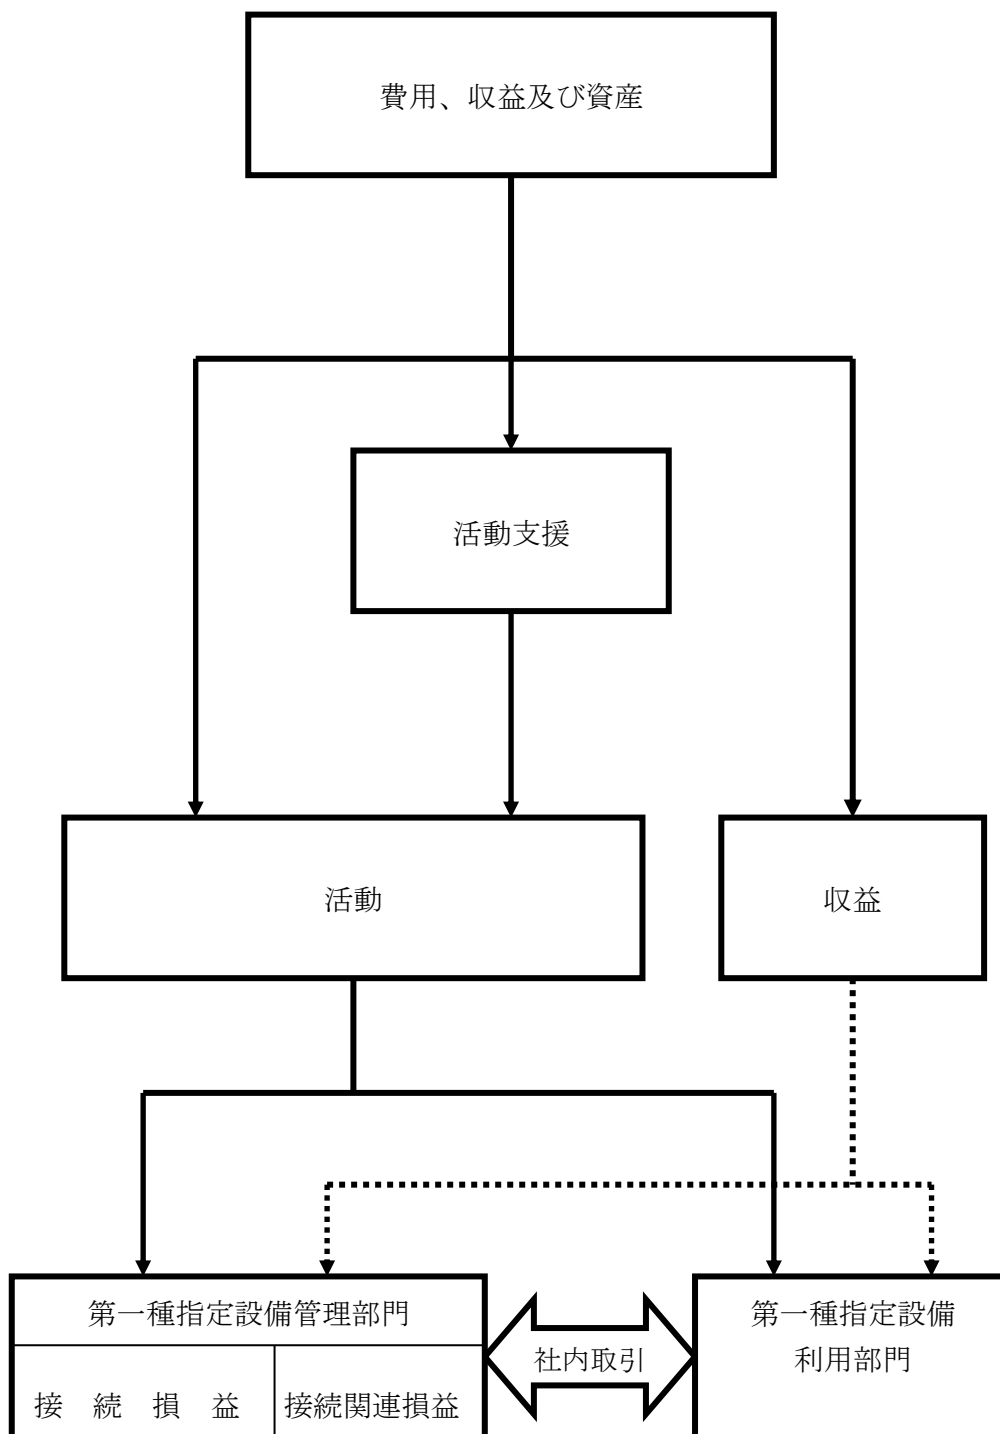 費用、収益及び資産
活動支援
活動
収益
第一種指定設備管理部門
接続損益
接続関連損益
社内取引
第一種指定設備
利用部門